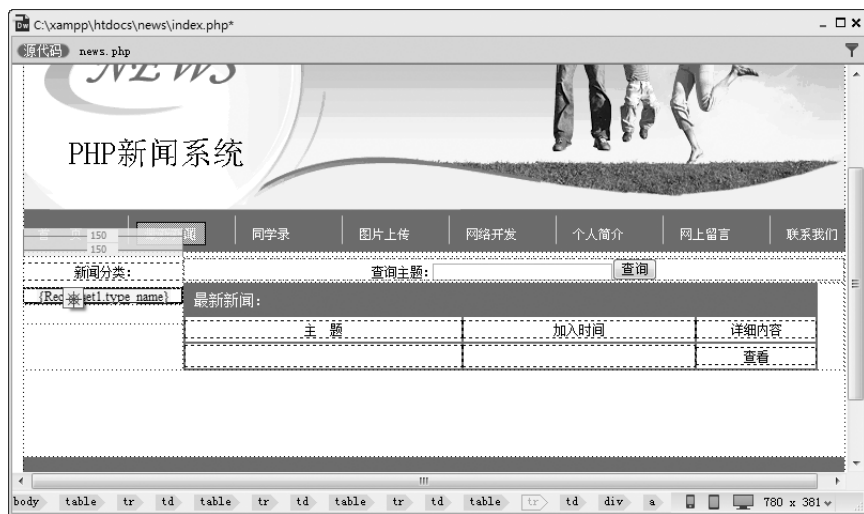 Dw C:\xampp\htdocs\news\index.php*
源代码 news.php
NEWS
PHP新闻系统
同学录 图片上传 网络开发 个人简介 网上留言 联系我们
150
150
新闻分类： 查询主题： 查询
最新新闻：
主 题 加入时间 详细内容
查看
body table tr td table tr td table tr td table tr td div a 780 x 381